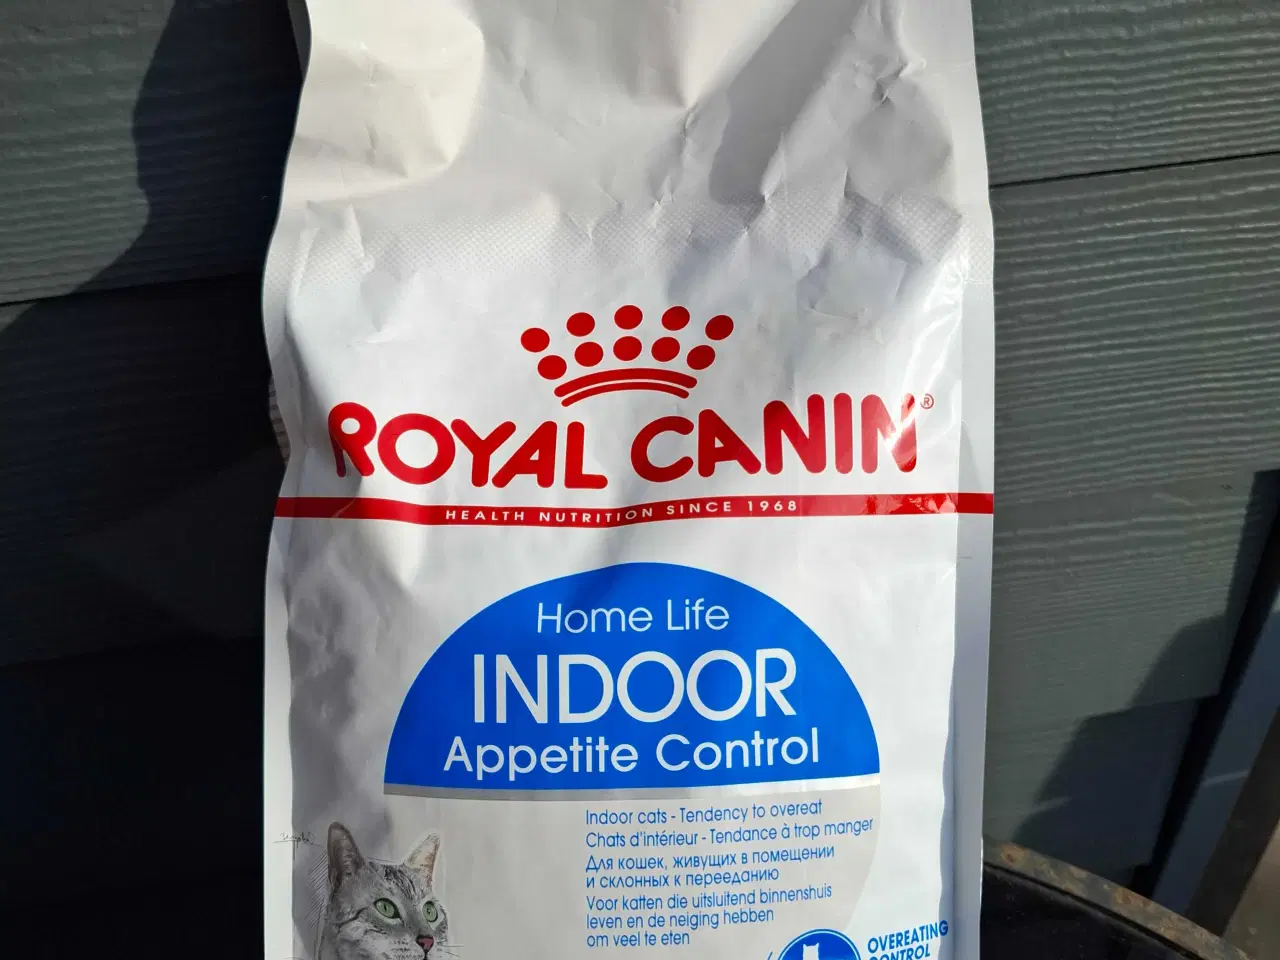 ROYAL CANIN®
HEALTH NUTRITION SINCE 1968
Home Life
INDOOR
Appetite Control
Indoor cats - Tendency to overeat
Chats d'intérieur - Tendance à trop manger
Для кошек, живущих в помещении
и склонных к перееданию
Voor katten die uitsluitend binnenshuis
leven en de neiging hebben
om veel te eten
OVEREATING
CONTROL